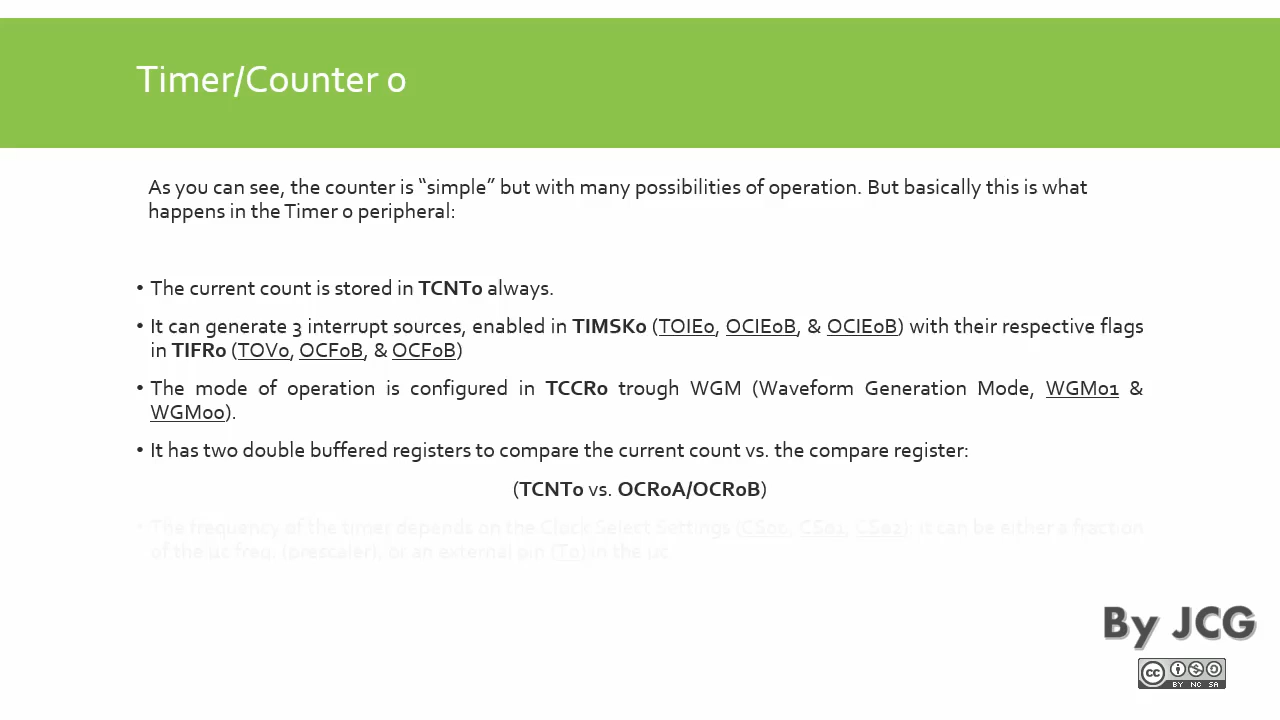 Timer/Counter 0
As you can see, the counter is “simple” but with many possibilities of operation. But basically this is what
happens in the Timer 0 peripheral:
• The current count is stored in TCNT0 always.
• It can generate 3 interrupt sources, enabled in TIMSK0 (TOIE0, OCIE0B, & OCIE0B) with their respective flags
in TIFR0 (TOV0, OCF0B, & OCF0B)
• The mode of operation is configured in TCCR0 trough WGM (Waveform Generation Mode, WGM01 &
WGM00).
• It has two double buffered registers to compare the current count vs. the compare register:
(TCNT0 vs. OCR0A/OCR0B)
• The frequency of the timer depends on the Clock Select Settings (CS00, CS01, CS02). It can be either a fraction
of the µc freq. (prescaler), or an external pin (T0) in the µc.
By JCG
cc
BY NC SA